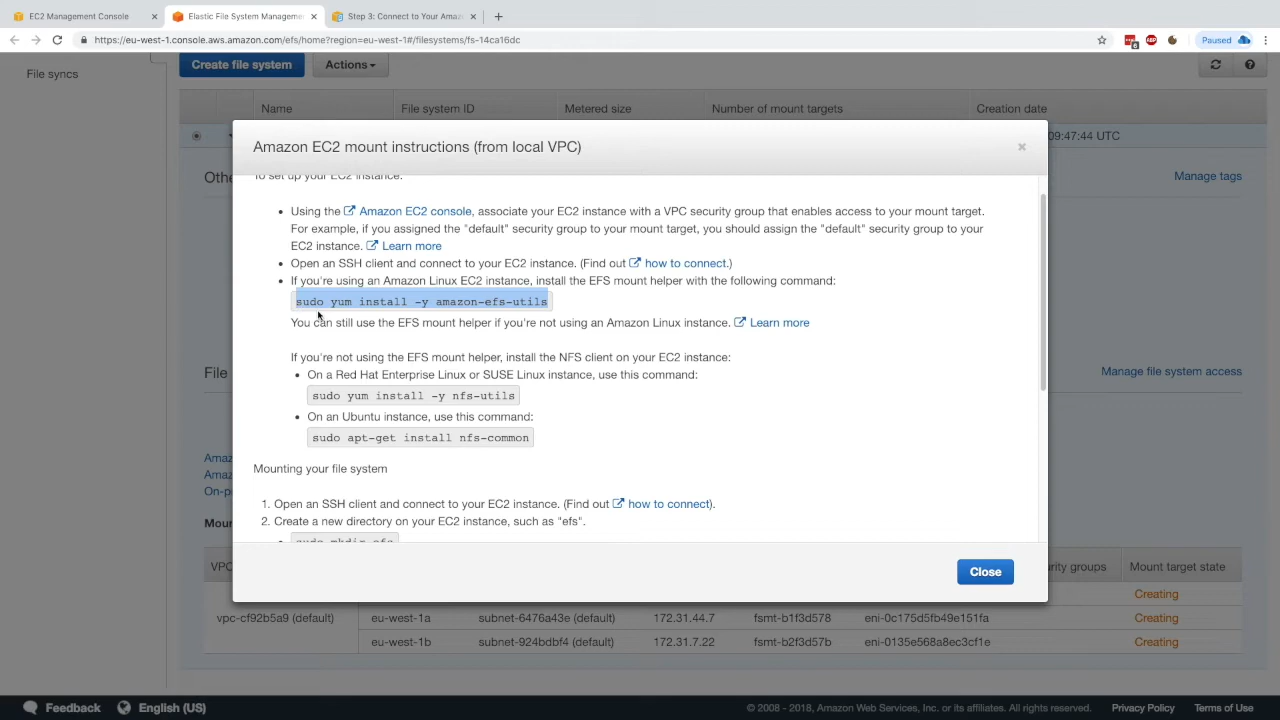 EC2 Management Console
Elastic File System Manageme
Step 3: Connect to Your Amaz
https://eu-west-1.console.aws.amazon.com/efs/home?region=eu-west-1#/filesystems/fs-14ca16dc
Paused
File syncs
Create file system
Actions
Name
File system ID
Metered size
Number of mount targets
Creation date
09:47:44 UTC
Amazon EC2 mount instructions (from local VPC)
Othe
Manage tags
To set up your EC2 instance:
Using the Amazon EC2 console, associate your EC2 instance with a VPC security group that enables access to your mount target.
For example, if you assigned the "default" security group to your mount target, you should assign the "default" security group to your
EC2 instance. Learn more
Open an SSH client and connect to your EC2 instance. (Find out how to connect.)
If you're using an Amazon Linux EC2 instance, install the EFS mount helper with the following command:
sudo yum install -y amazon-efs-utils
You can still use the EFS mount helper if you're not using an Amazon Linux instance. Learn more
If you're not using the EFS mount helper, install the NFS client on your EC2 instance:
File
Manage file system access
On a Red Hat Enterprise Linux or SUSE Linux instance, use this command:
sudo yum install -y nfs-utils
On an Ubuntu instance, use this command:
sudo apt-get install nfs-common
Amaz
Mounting your file system
Amaz
On-p
1. Open an SSH client and connect to your EC2 instance. (Find out how to connect).
2. Create a new directory on your EC2 instance, such as "efs".
Moun
sudo mkdir efs
Close
VPC
urity groups
Mount target state
Creating
vpc-cf92b5a9 (default)
eu-west-1a
subnet-6476a43e (default)
172.31.44.7
fsmt-b1f3d578
eni-0c175d5fb49e151fa
Creating
eu-west-1b
subnet-924bdbf4 (default)
172.31.7.22
fsmt-b2f3d57b
eni-0135e568a8ec3cf1e
Creating
Feedback
English (US)
© 2008 - 2018, Amazon Web Services, Inc. or its affiliates. All rights reserved.
Privacy Policy
Terms of Use